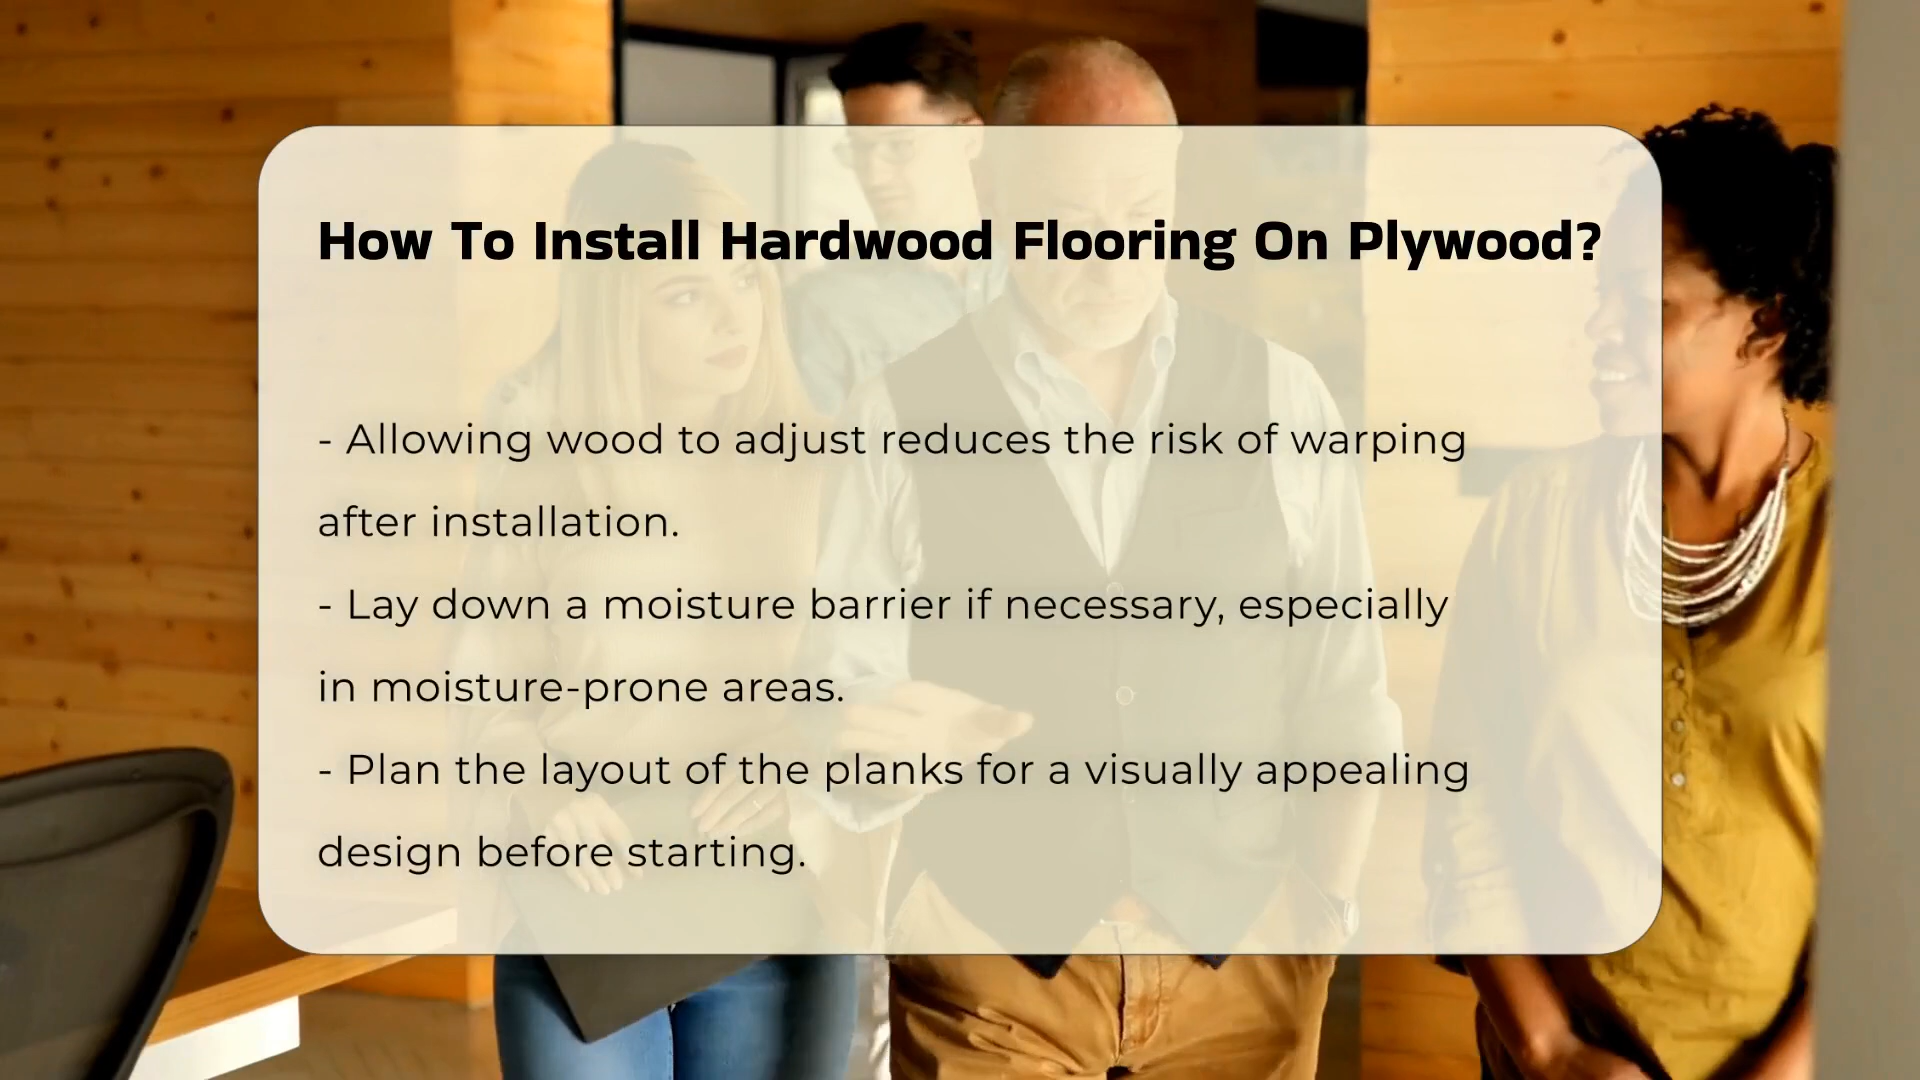 How To Install Hardwood Flooring On Plywood?
- Allowing wood to adjust reduces the risk of warping
after installation.
- Lay down a moisture barrier if necessary, especially
in moisture-prone areas.
- Plan the layout of the planks for a visually appealing
design before starting.